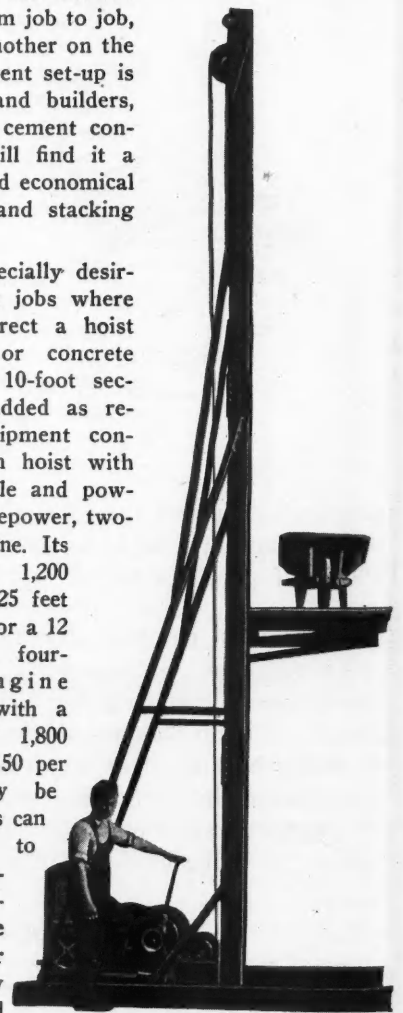 m job to job,
other on the
ent set-up is
and builders,
cement con-
ill find it a
d economical
and stacking
ecially desir-
jobs where
rect a hoist
or concrete
10-foot sec-
dded as re-
ipment con-
n hoist with
le and pow-
epower, two-
ne. Its
1,200
25 feet
or a 12
four-
ngine
with a
1,800
50 per
y be
s can
to